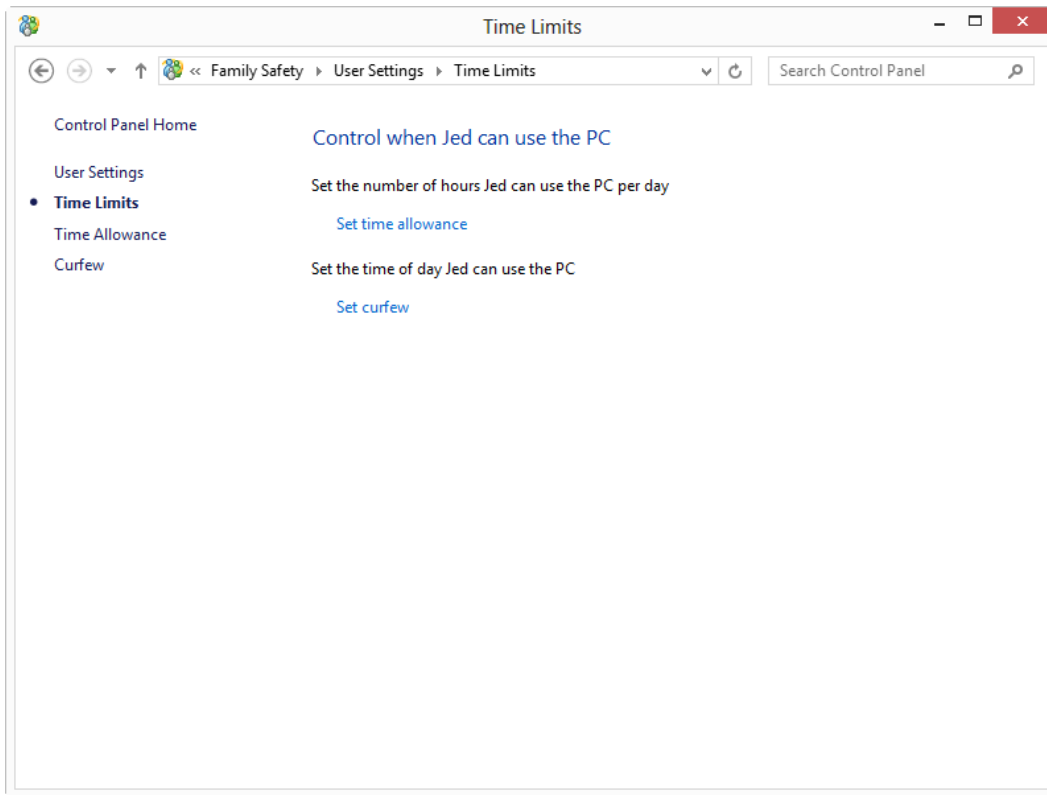 Time Limits
« Family Safety User Settings Time Limits
Search Control Panel
Control Panel Home
User Settings
Time Limits
Time Allowance
Curfew
Control when Jed can use the PC
Set the number of hours Jed can use the PC per day
Set time allowance
Set the time of day Jed can use the PC
Set curfew